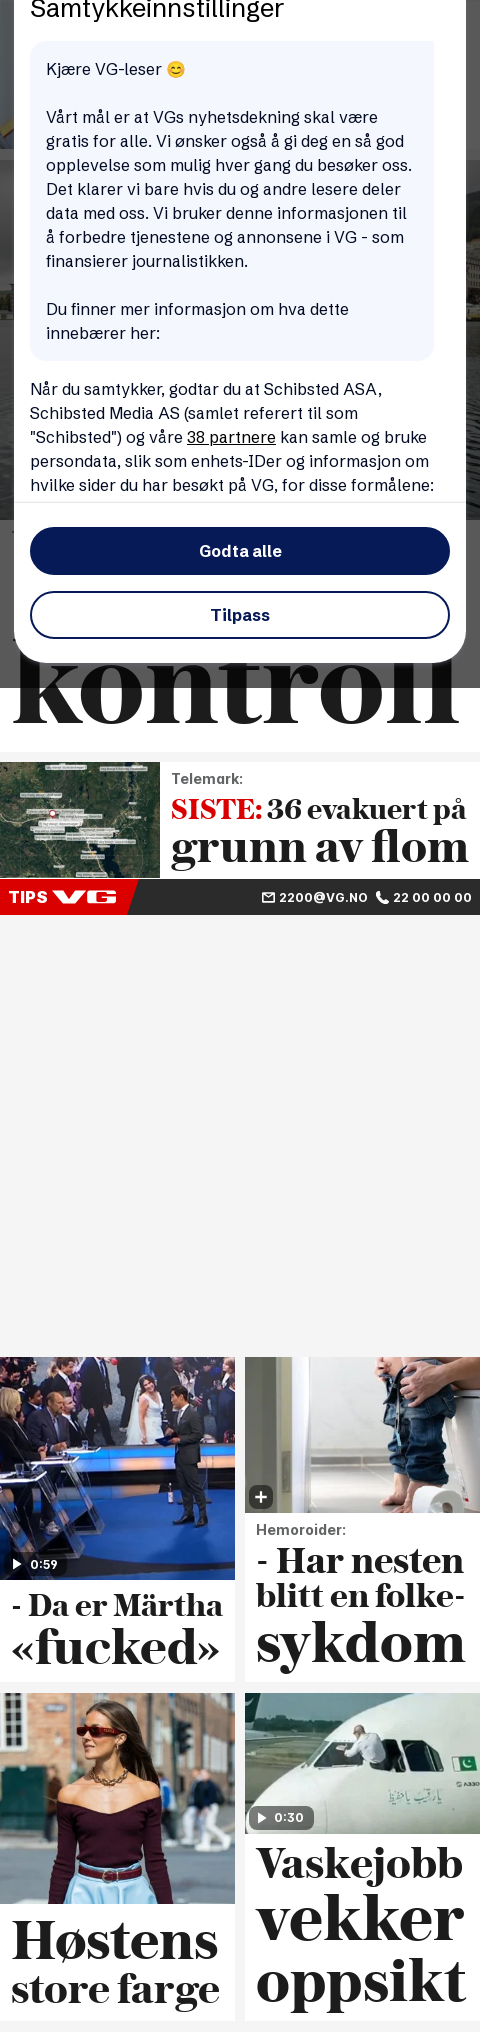 Samtykkeinnstillinger
Kjære VG-leser 😊
Vårt mål er at VGs nyhetsdekning skal være
gratis for alle. Vi ønsker også å gi deg en så god
opplevelse som mulig hver gang du besøker oss.
Det klarer vi bare hvis du og andre lesere deler
data med oss. Vi bruker denne informasjonen til
å forbedre tjenestene og annonsene i VG - som
finansierer journalistikken.
Du finner mer informasjon om hva dette
innebærer her:
Når du samtykker, godtar du at Schibsted ASA,
Schibsted Media AS (samlet referert til som
"Schibsted") og våre 38 partnere kan samle og bruke
persondata, slik som enhets-IDer og informasjon om
hvilke sider du har besøkt på VG, for disse formålene:
Godta alle
Tilpass
kontroll
Telemark:
SISTE: 36 evakuert på
grunn av flom
TIPS VG
2200@VG.NO 22 00 00 00
0:59
- Da er Märtha
«fucked»
Hemoroider:
- Har nesten
blitt en folke-
sykdom
Høstens
store farge
0:30
Vaskejobb
vekker
oppsikt